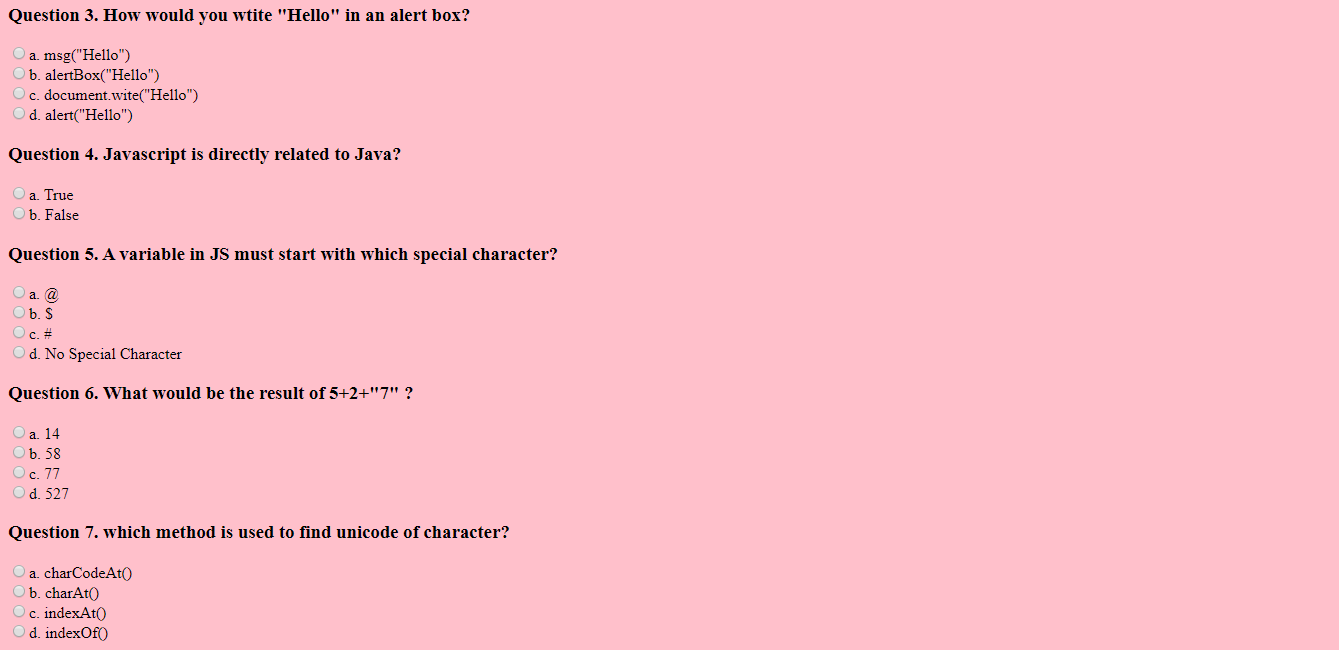 Question 3. How would you wtite "Hello" in an alert box?
a. msg("Hello")
b. alertBox("Hello")
c. document.wite("Hello")
d. alert("Hello")
Question 4. Javascript is directly related to Java?
a. True
b. False
Question 5. A variable in JS must start with which special character?
a. @
b. $
c. #
d. No Special Character
Question 6. What would be the result of 5+2+"7" ?
a. 14
b. 58
c. 77
d. 527
Question 7. which method is used to find unicode of character?
a. charCodeAt()
b. charAt()
c. indexAt()
d. indexOf()